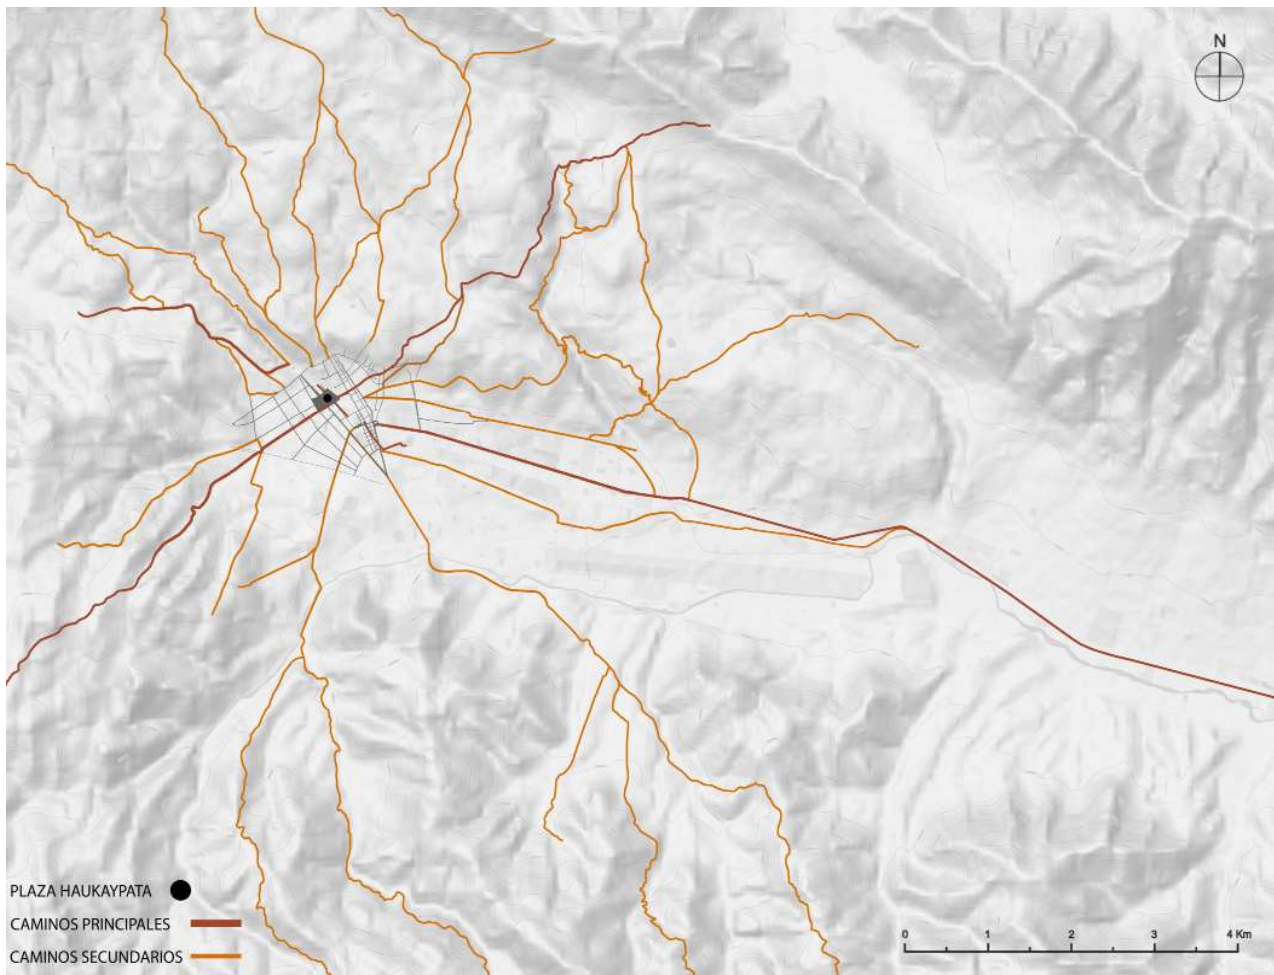 N
PLAZA HAUKAYPATA
CAMINOS PRINCIPALES
CAMINOS SECUNDARIOS
0 1 2 3 4 Km